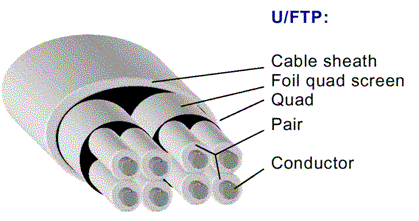 U/FTP:
Cable sheath
Foil quad screen
Quad
Pair
Conductor